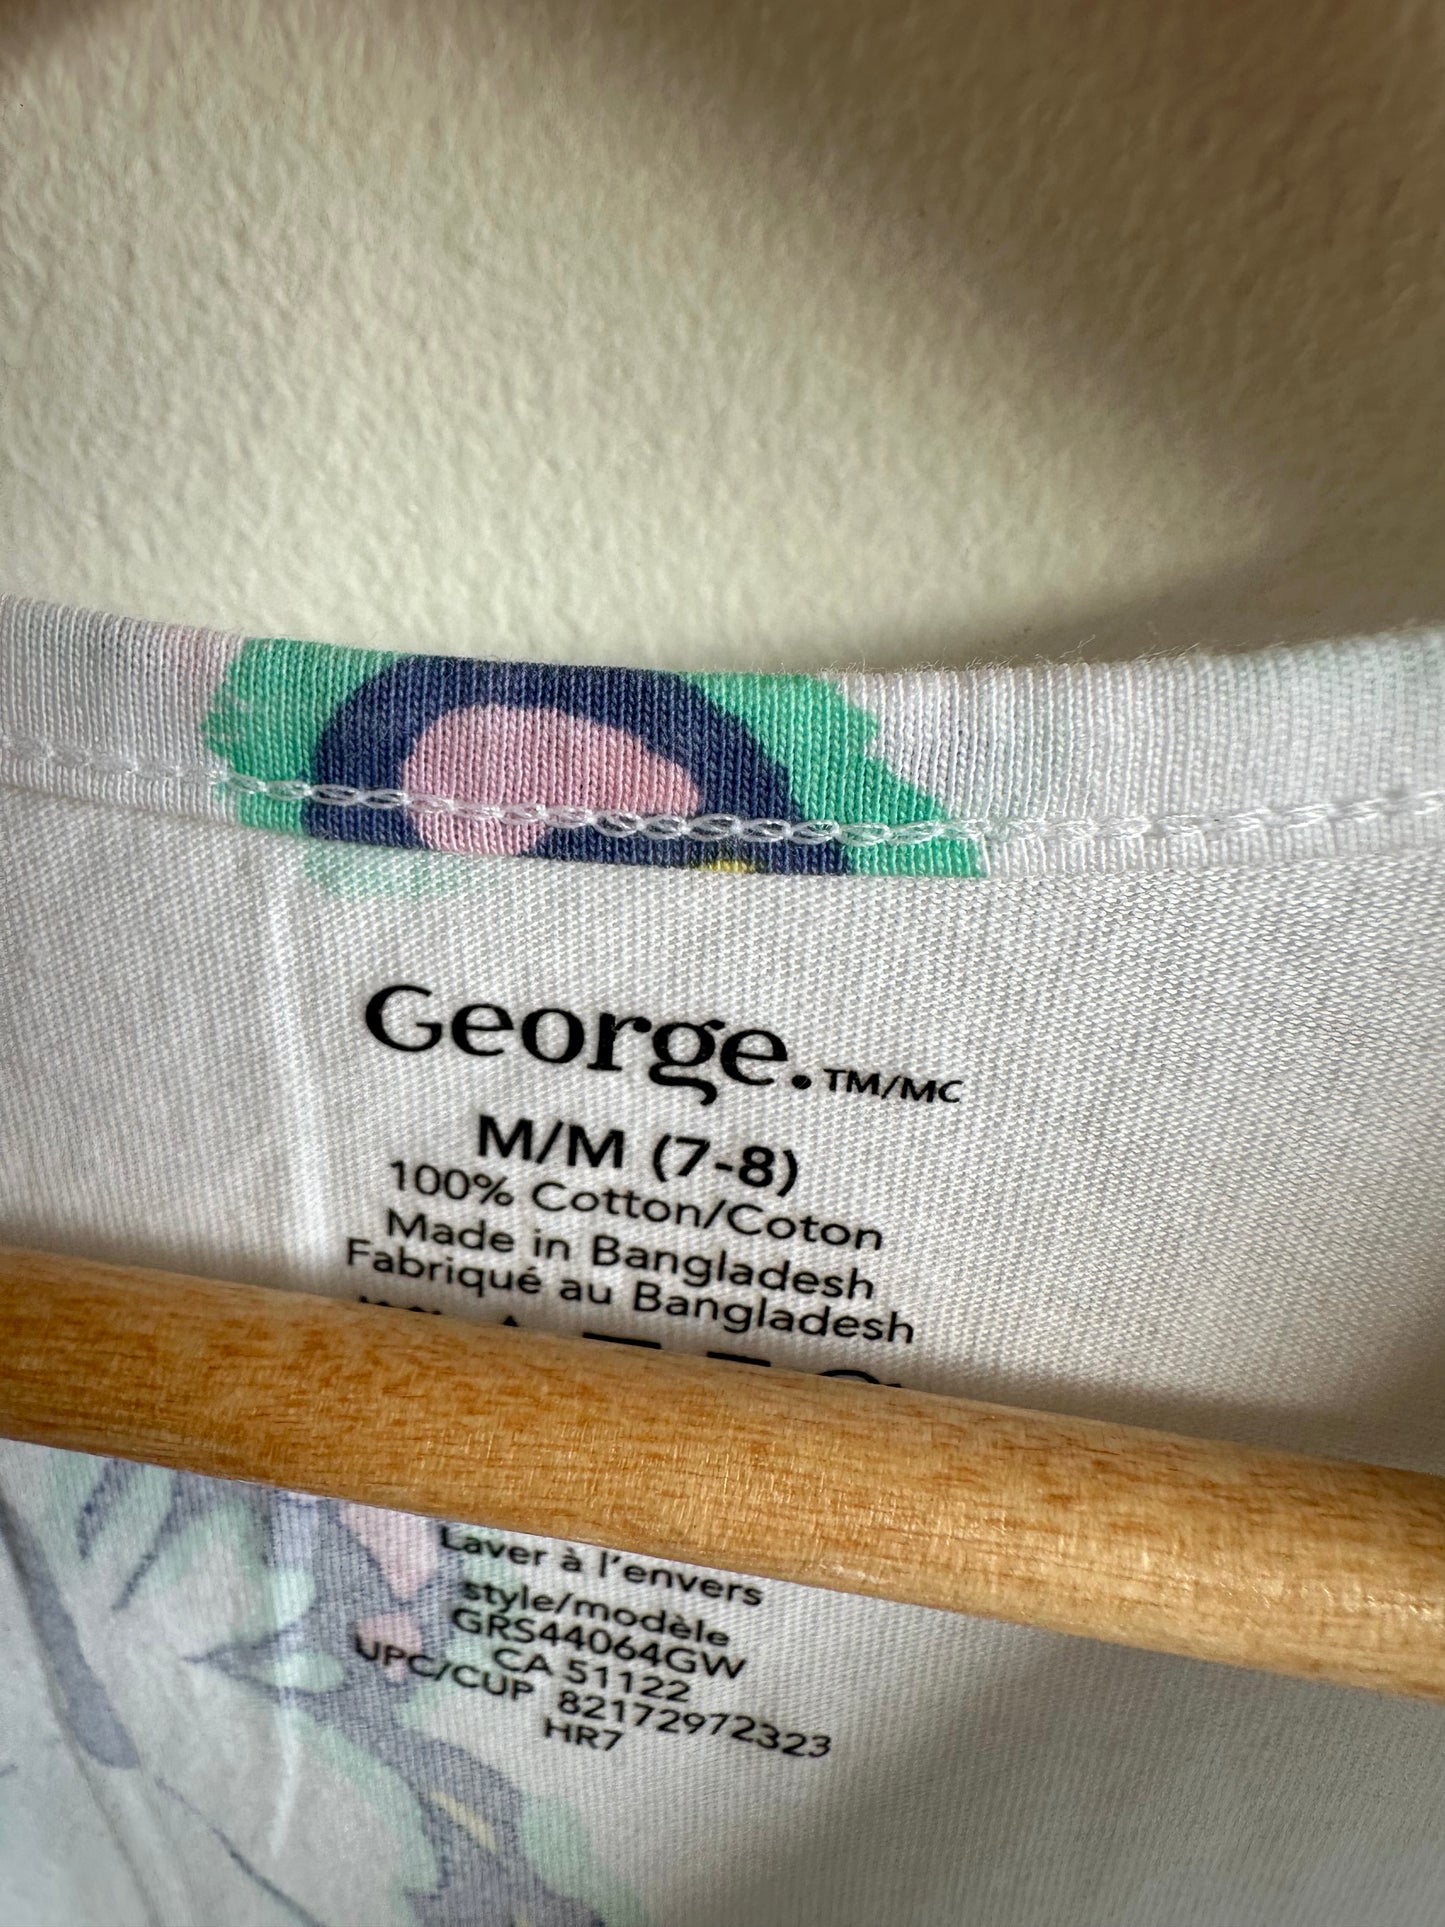 George.™/MC
M/M (7-8)
100% Cotton/Coton
Made in Bangladesh
Fabriqué au Bangladesh
Laver à l'envers
style/modèle
GRS44064GW
CA 51122
UPC/CUP 82172972323
HR7